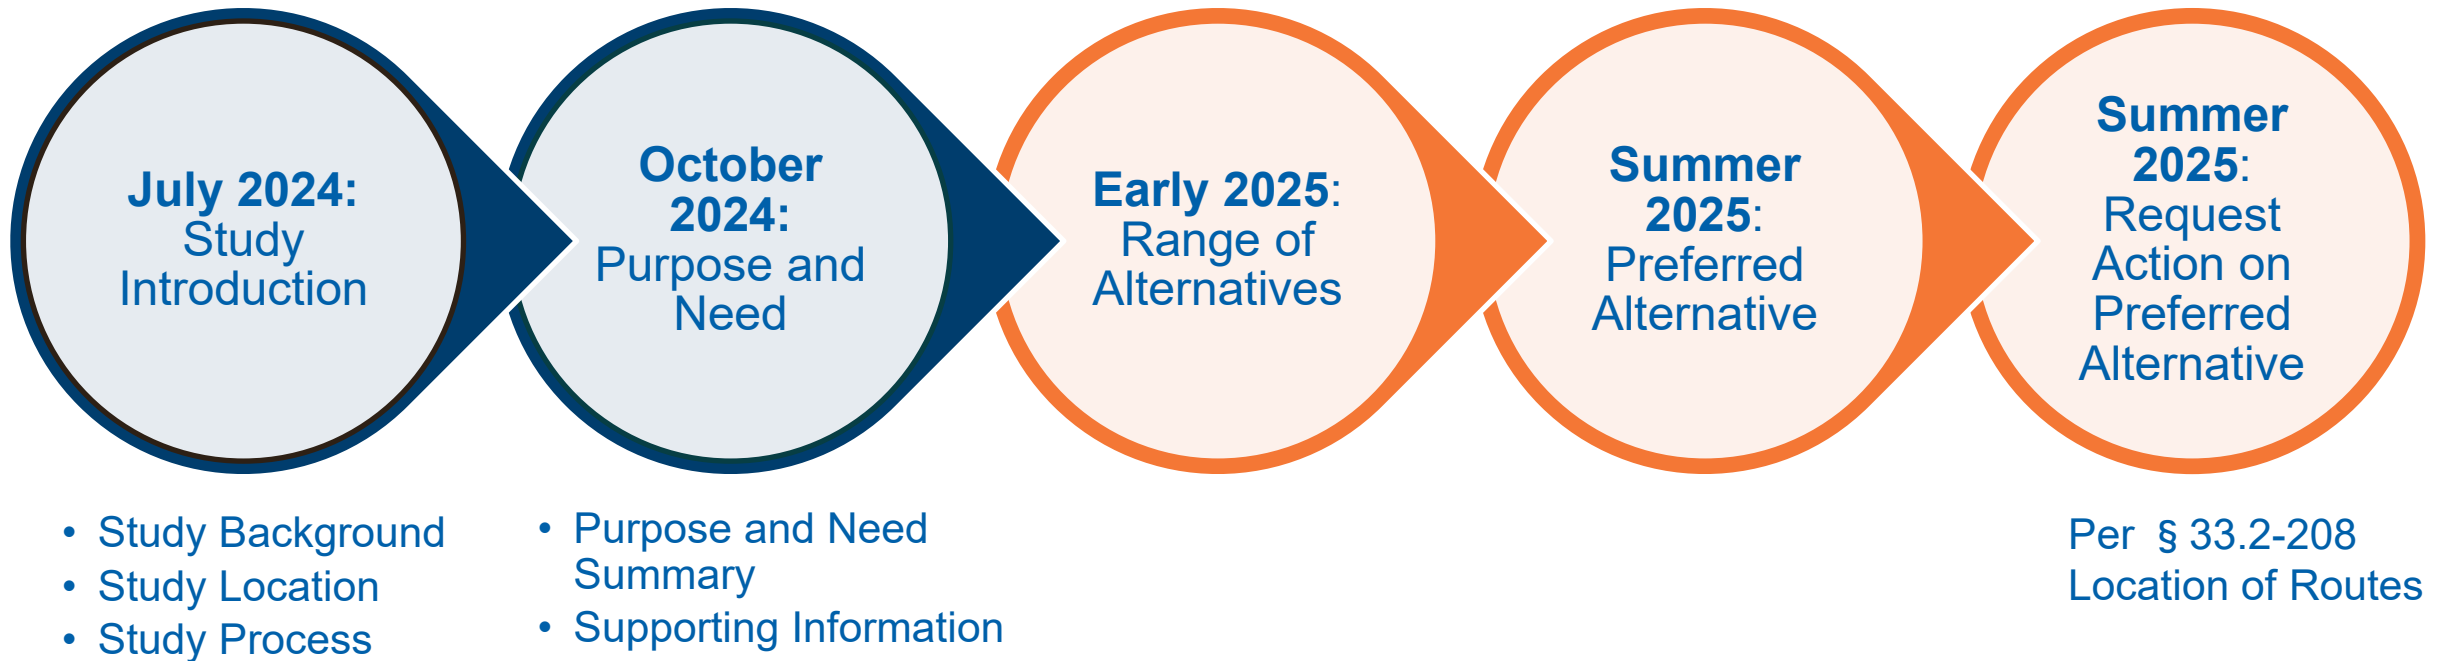 July 2024:
Study
Introduction
October
2024:
Purpose and
Need
Early 2025:
Range of
Alternatives
Summer
2025:
Preferred
Alternative
Summer
2025:
Request
Action on
Preferred
Alternative
• Study Background
• Study Location
• Study Process
• Purpose and Need
Summary
• Supporting Information
Per § 33.2-208
Location of Routes